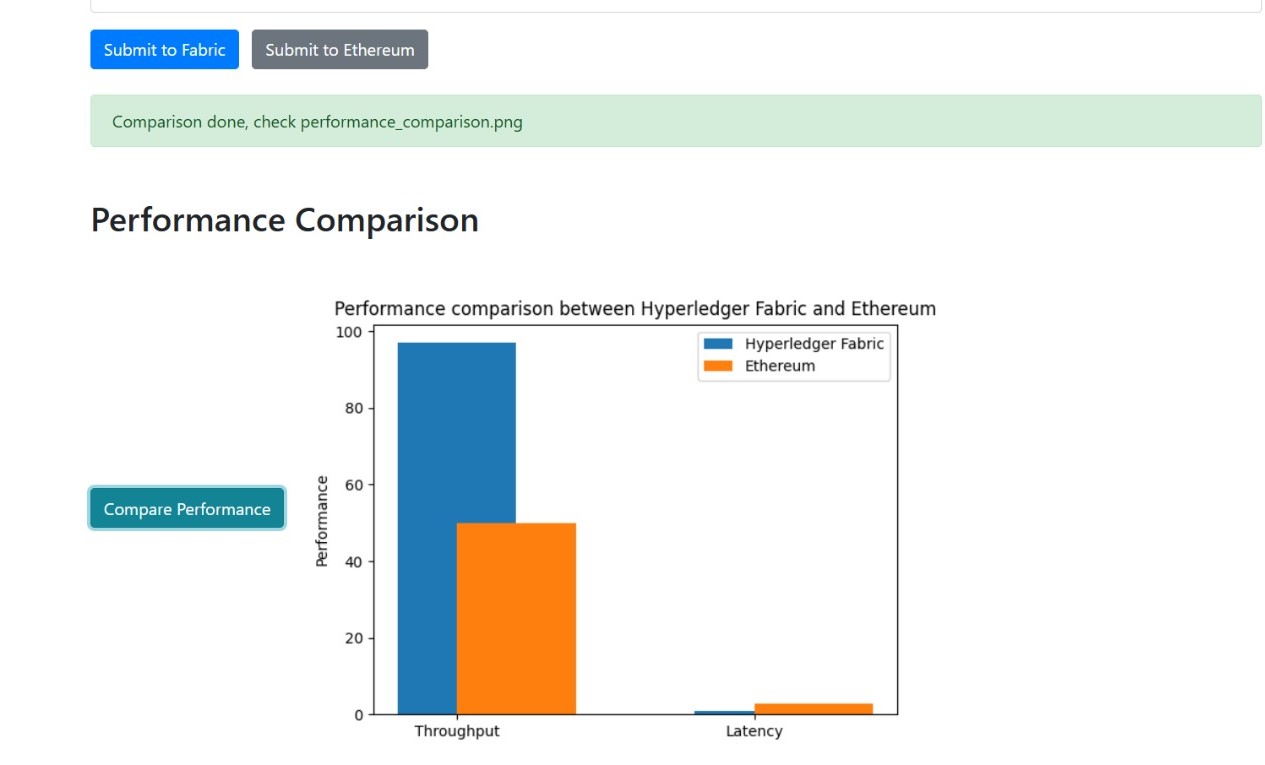 Submit to Fabric
Submit to Ethereum
Comparison done, check performance_comparison.png
Performance Comparison
Compare Performance
Performance comparison between Hyperledger Fabric and Ethereum
Hyperledger Fabric
Ethereum
Performance
100
80
60
40
20
0
Throughput
Latency